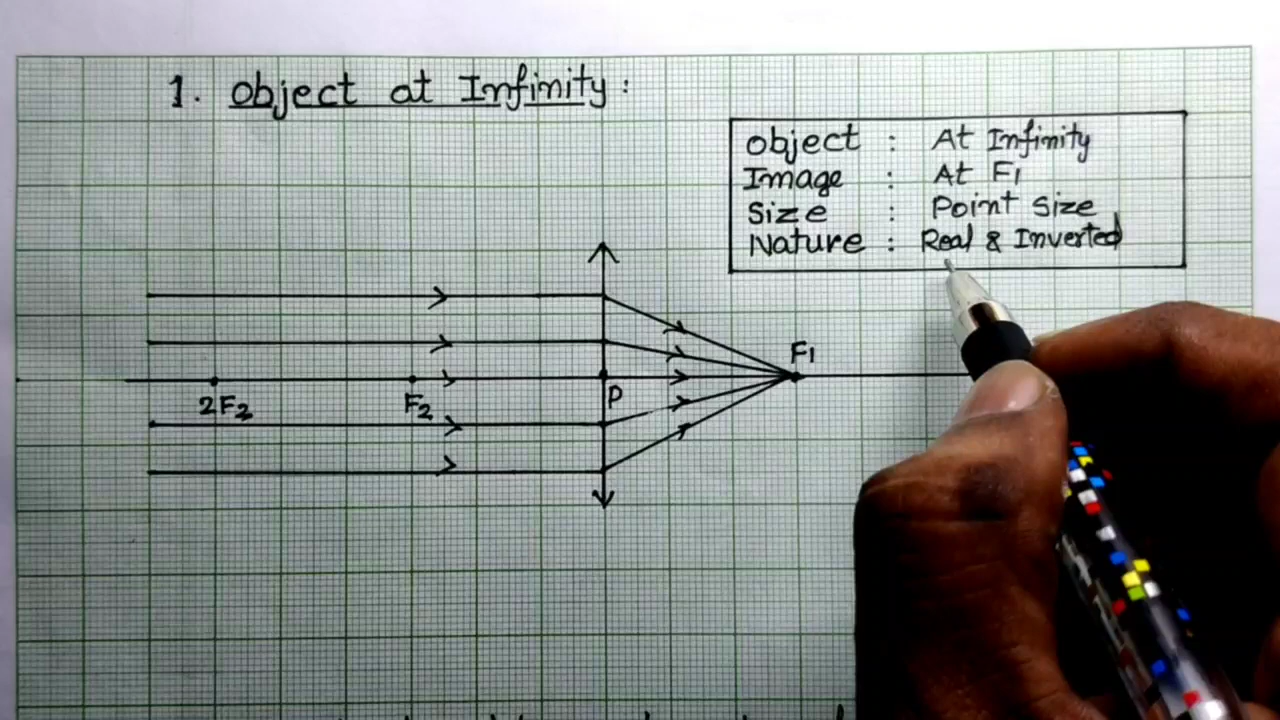 1. Object at Infinity :
Object : At Infinity
Image : At F1
Size : Point Size
Nature : Real & Inverted
F1
2F2
F2
P